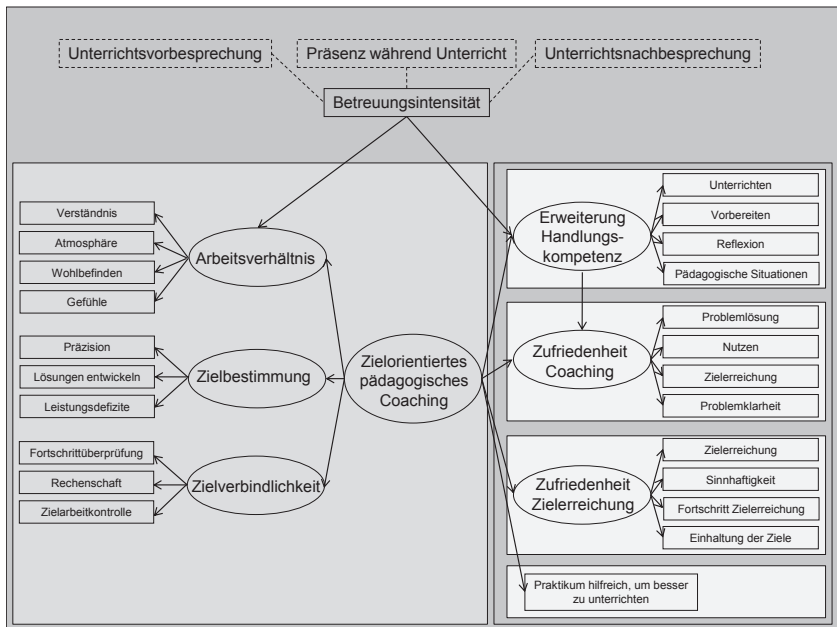 Unterrichtsvorbesprechung
Präsenz während Unterricht
Unterrichtsnachbesprechung
Betreuungsintensität
Verständnis
Atmosphäre
Wohlbefinden
Gefühle
Arbeitsverhältnis
Präzision
Lösungen entwickeln
Leistungsdefizite
Zielbestimmung
Fortschrittüberprüfung
Rechenschaft
Zielarbeitkontrolle
Zielverbindlichkeit
Zielorientiertes
pädagogisches
Coaching
Erweiterung
Handlungs-
kompetenz
Unterrichten
Vorbereiten
Reflexion
Pädagogische Situationen
Zufriedenheit
Coaching
Problemlösung
Nutzen
Zielerreichung
Problemklarheit
Zufriedenheit
Zielerreichung
Zielerreichung
Sinnhaftigkeit
Fortschritt Zielerreichung
Einhaltung der Ziele
Praktikum hilfreich, um besser
zu unterrichten